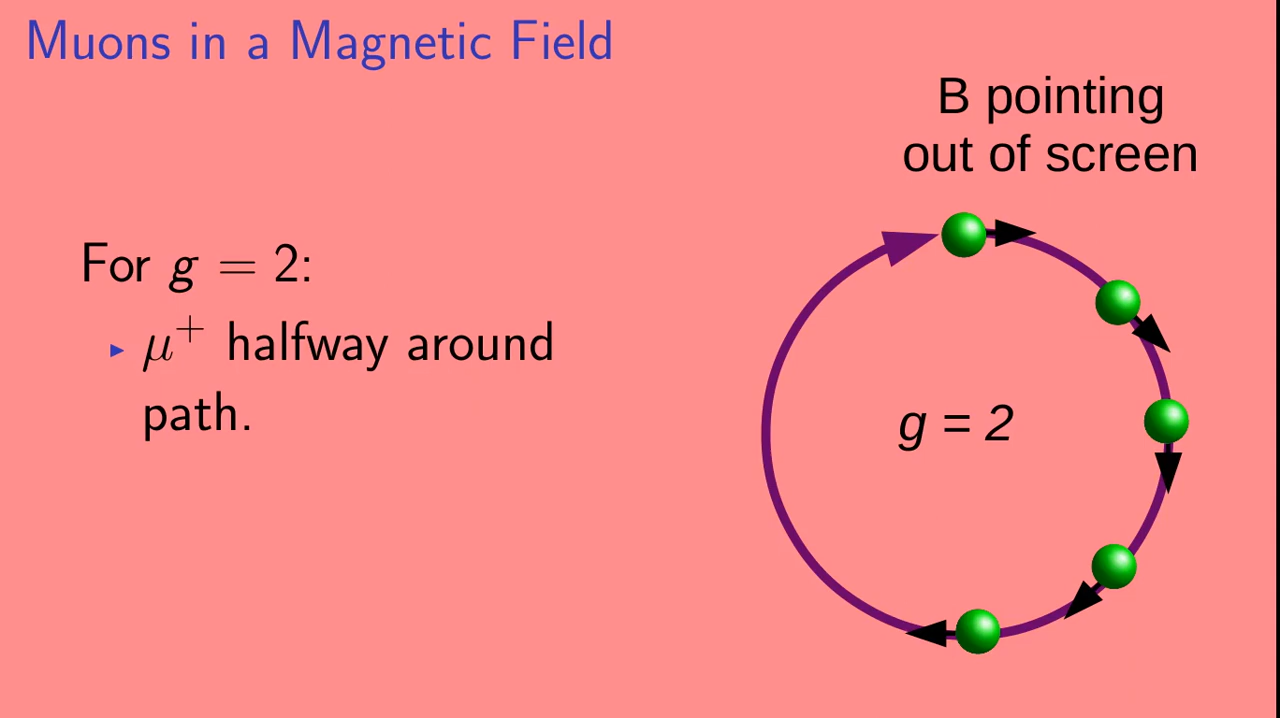 Muons in a Magnetic Field
B pointing
out of screen
For g = 2:
▸ μ⁺ halfway around
path.
g = 2